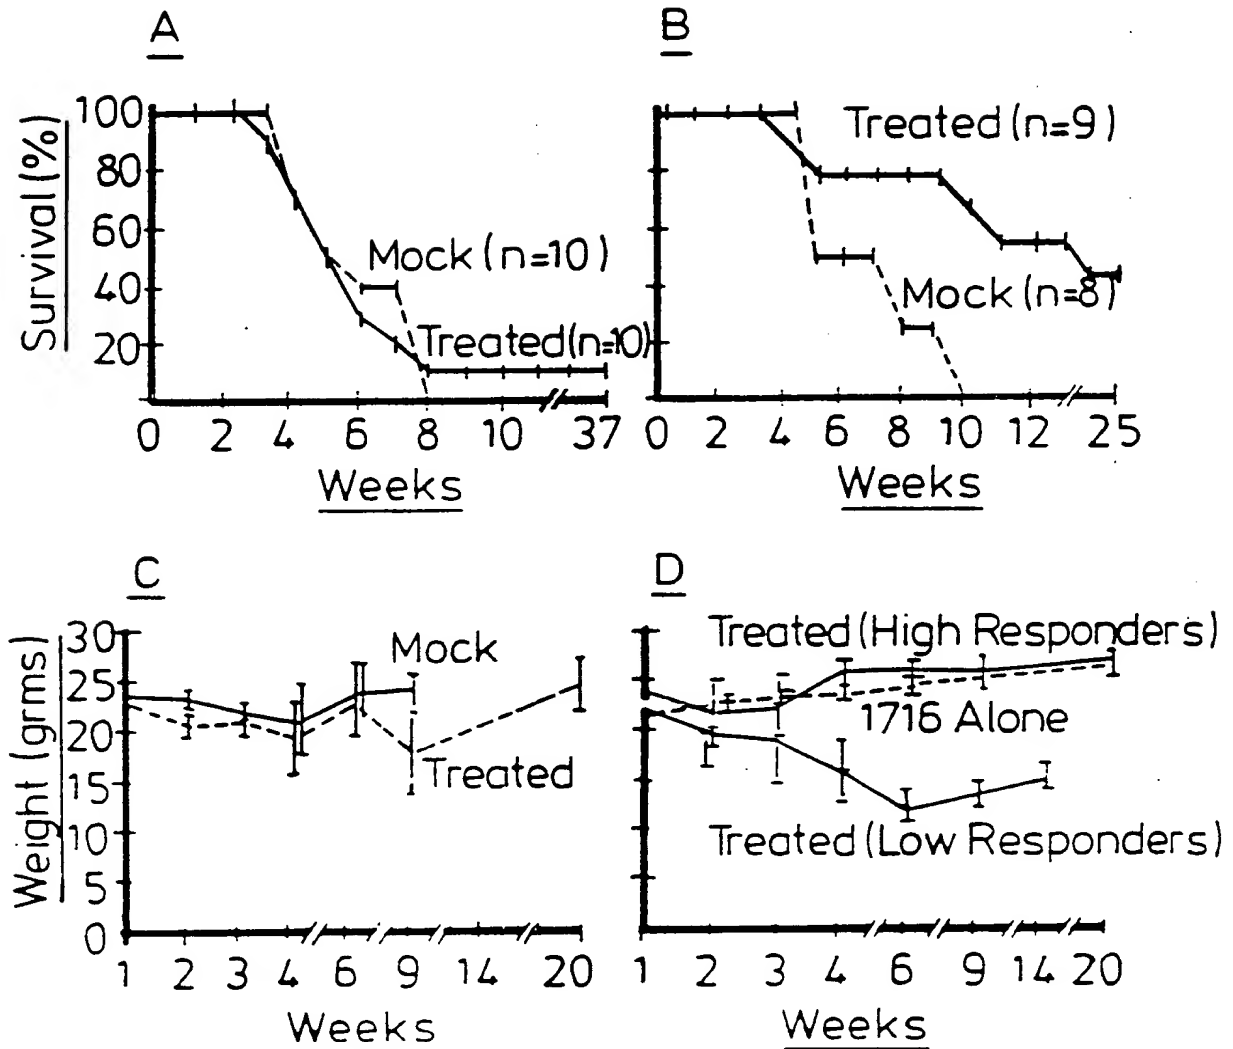 A
Survival (%)
100
80
60
40
20
Mock (n=10)
Treated (n=10)
0 2 4 6 8 10 37
Weeks
B
Treated (n=9)
Mock (n=8)
0 2 4 6 8 10 12 25
Weeks
C
Weight (grms)
30
25
20
15
10
5
0
Mock
Treated
1 2 3 4 6 9 14 20
Weeks
D
Treated (High Responders)
1716 Alone
Treated (Low Responders)
1 2 3 4 6 9 14 20
Weeks